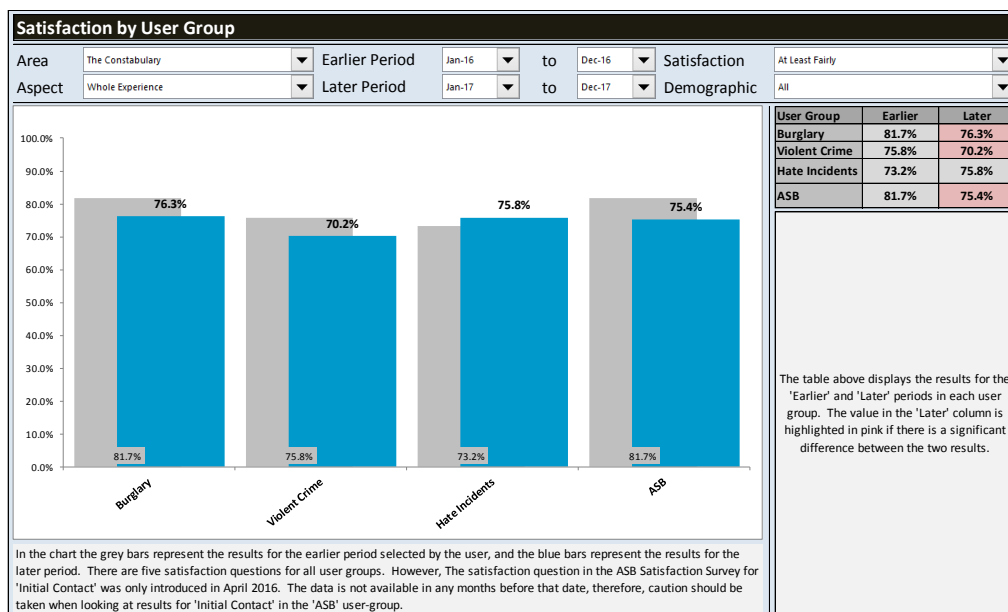 Satisfaction by User Group
Area The Constabulary Earlier Period Jan-16 to Dec-16 Satisfaction At Least Fairly
Aspect Whole Experience Later Period Jan-17 to Dec-17 Demographic All
User Group Earlier Later
Burglary 81.7% 76.3%
Violent Crime 75.8% 70.2%
Hate Incidents 73.2% 75.8%
ASB 81.7% 75.4%
100.0%
90.0%
80.0%
70.0%
60.0%
50.0%
40.0%
30.0%
20.0%
10.0%
0.0%
76.3% 70.2% 75.8% 75.4%
81.7% 75.8% 73.2% 81.7%
Burglary Violent Crime Hate Incidents ASB
The table above displays the results for the
'Earlier' and 'Later' periods in each user
group. The value in the 'Later' column is
highlighted in pink if there is a significant
difference between the two results.
In the chart the grey bars represent the results for the earlier period selected by the user, and the blue bars represent the results for the
later period. There are five satisfaction questions for all user groups. However, The satisfaction question in the ASB Satisfaction Survey for
'Initial Contact' was only introduced in April 2016. The data is not available in any months before that date, therefore, caution should be
taken when looking at results for 'Initial Contact' in the 'ASB' user-group.